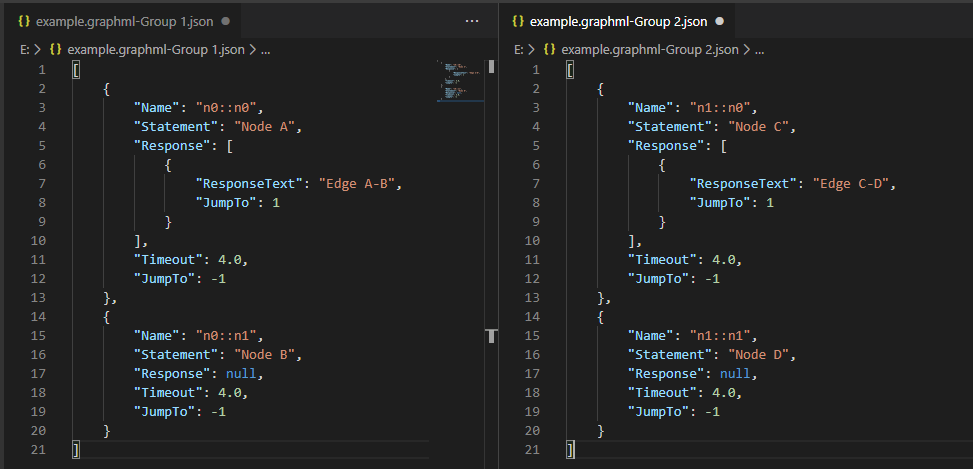 {} example.graphml-Group 1.json ● ...
E: > {} example.graphml-Group 1.json > ...
1 [
2 {
3 "Name": "n0::n0",
4 "Statement": "Node A",
5 "Response": [
6 {
7 "ResponseText": "Edge A-B",
8 "JumpTo": 1
9 }
10 ],
11 "Timeout": 4.0,
12 "JumpTo": -1
13 },
14 {
15 "Name": "n0::n1",
16 "Statement": "Node B",
17 "Response": null,
18 "Timeout": 4.0,
19 "JumpTo": -1
20 }
21 ]
{} example.graphml-Group 2.json ●
E: > {} example.graphml-Group 2.json > ...
1 [
2 {
3 "Name": "n1::n0",
4 "Statement": "Node C",
5 "Response": [
6 {
7 "ResponseText": "Edge C-D",
8 "JumpTo": 1
9 }
10 ],
11 "Timeout": 4.0,
12 "JumpTo": -1
13 },
14 {
15 "Name": "n1::n1",
16 "Statement": "Node D",
17 "Response": null,
18 "Timeout": 4.0,
19 "JumpTo": -1
20 }
21 ]